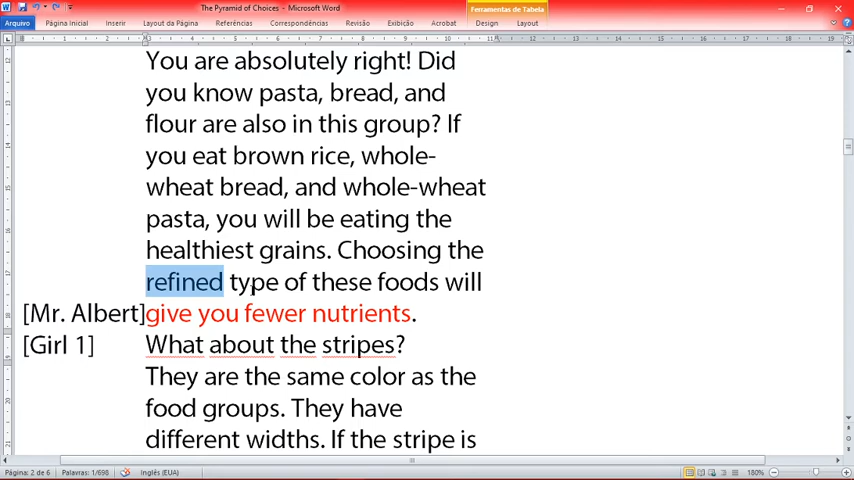 The Pyramid of Choices - Microsoft Word
Ferramentas de Tabela
Arquivo Página Inicial Inserir Layout da Página Referências Correspondências Revisão Exibição Acrobat Design Layout
You are absolutely right! Did
you know pasta, bread, and
flour are also in this group? If
you eat brown rice, whole-
wheat bread, and whole-wheat
pasta, you will be eating the
healthiest grains. Choosing the
refined type of these foods will
[Mr. Albert]give you fewer nutrients.
[Girl 1] What about the stripes?
They are the same color as the
food groups. They have
different widths. If the stripe is
Página: 2 de 6 Palavras: 1/698 Inglês (EUA) 180%